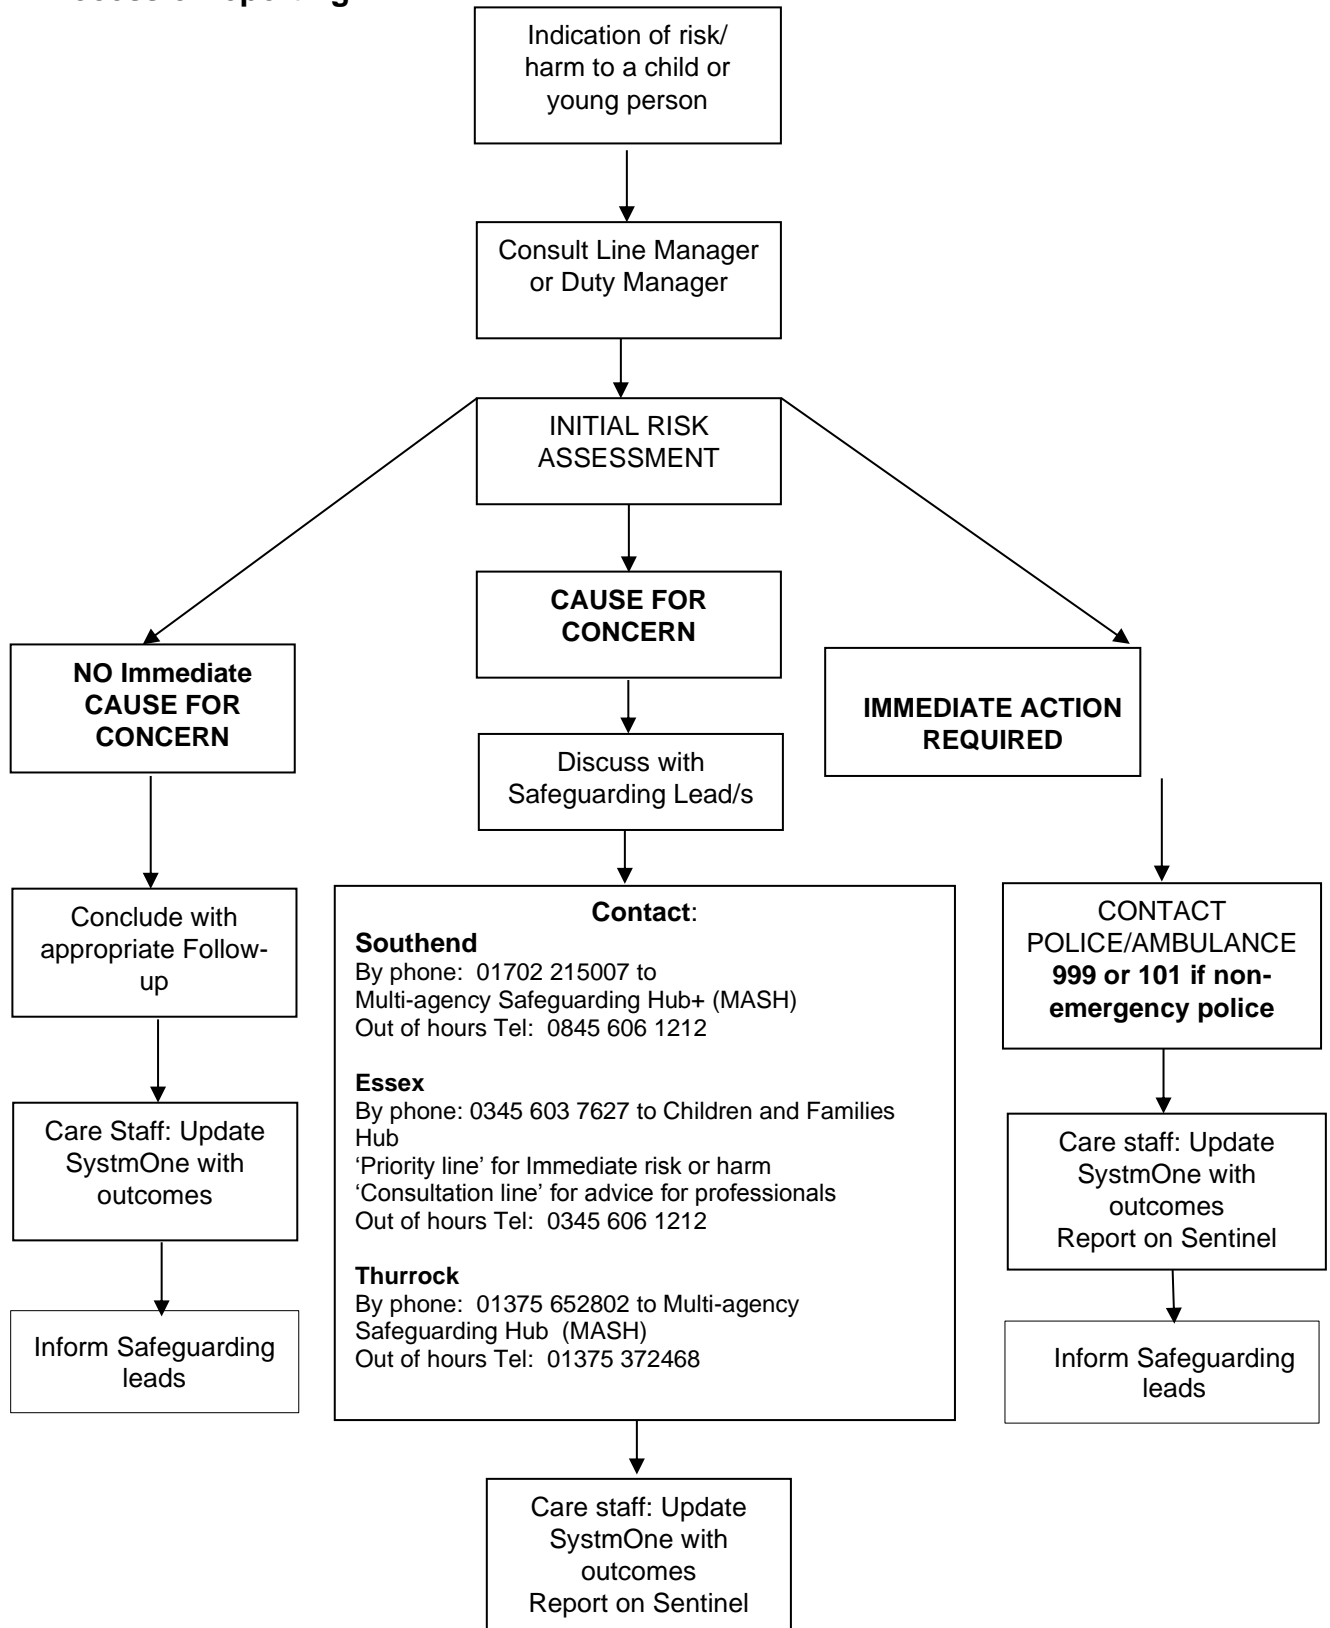 Indication of risk/
harm to a child or
young person
Consult Line Manager
or Duty Manager
INITIAL RISK
ASSESSMENT
CAUSE FOR
CONCERN
NO Immediate
CAUSE FOR
CONCERN
IMMEDIATE ACTION
REQUIRED
Discuss with
Safeguarding Lead/s
Conclude with
appropriate Follow-
up
Contact:
Southend
By phone: 01702 215007 to
Multi-agency Safeguarding Hub+ (MASH)
Out of hours Tel: 0845 606 1212
Essex
By phone: 0345 603 7627 to Children and Families
Hub
‘Priority line’ for Immediate risk or harm
‘Consultation line’ for advice for professionals
Out of hours Tel: 0345 606 1212
Thurrock
By phone: 01375 652802 to Multi-agency
Safeguarding Hub (MASH)
Out of hours Tel: 01375 372468
CONTACT
POLICE/AMBULANCE
999 or 101 if non-
emergency police
Care Staff: Update
SystmOne with
outcomes
Care staff: Update
SystmOne with
outcomes
Report on Sentinel
Inform Safeguarding
leads
Inform Safeguarding
leads
Care staff: Update
SystmOne with
outcomes
Report on Sentinel